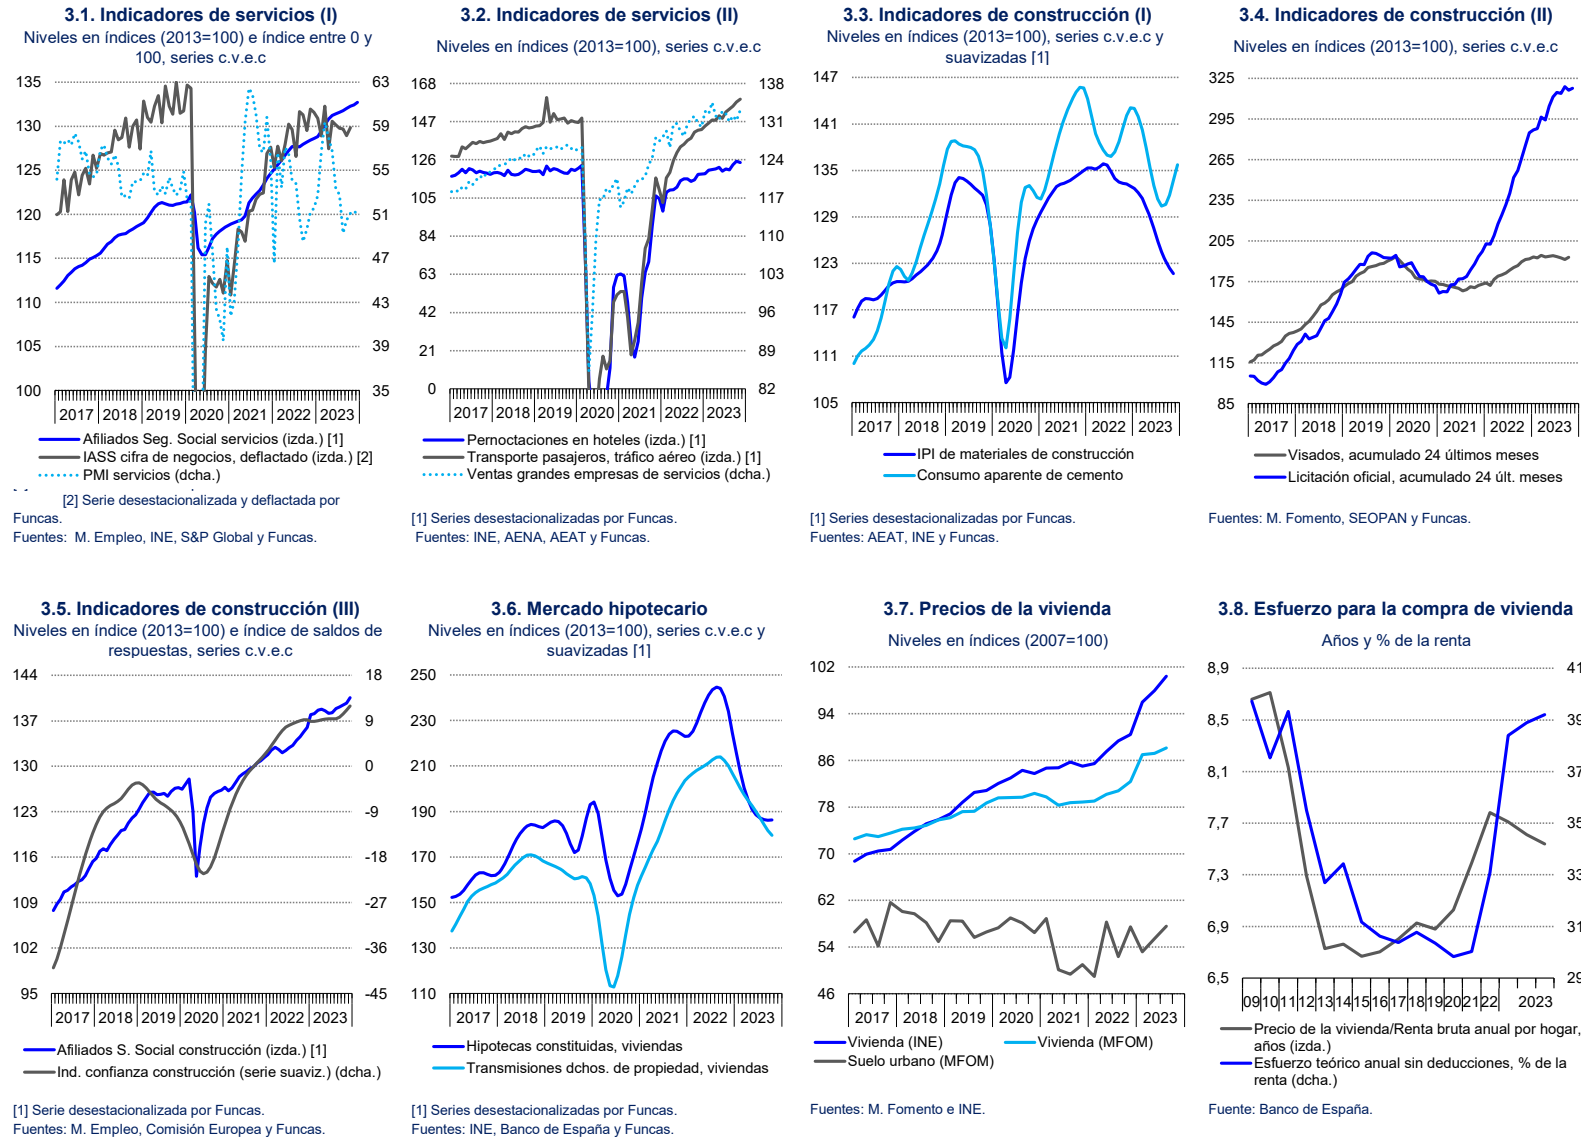 3.1. Indicadores de servicios (I)
Niveles en índices (2013=100) e índice entre 0 y
100, series c.v.e.c
135
130
125
120
115
110
105
100
63
59
55
51
47
43
39
35
2017 2018 2019 2020 2021 2022 2023
Afiliados Seg. Social servicios (izda.) [1]
IASS cifra de negocios, deflactado (izda.) [2]
PMI servicios (dcha.)
[2] Serie desestacionalizada y deflactada por
Funcas.
Fuentes: M. Empleo, INE, S&P Global y Funcas.
3.2. Indicadores de servicios (II)
Niveles en índices (2013=100), series c.v.e.c
168
147
126
105
84
63
42
21
0
138
131
124
117
110
103
96
89
82
2017 2018 2019 2020 2021 2022 2023
Pernoctaciones en hoteles (izda.) [1]
Transporte pasajeros, tráfico aéreo (izda.) [1]
Ventas grandes empresas de servicios (dcha.)
[1] Series desestacionalizadas por Funcas.
Fuentes: INE, AENA, AEAT y Funcas.
3.3. Indicadores de construcción (I)
Niveles en índices (2013=100), series c.v.e.c y
suavizadas [1]
147
141
135
129
123
117
111
105
2017 2018 2019 2020 2021 2022 2023
IPI de materiales de construcción
Consumo aparente de cemento
[1] Series desestacionalizadas por Funcas.
Fuentes: AEAT, INE y Funcas.
3.4. Indicadores de construcción (II)
Niveles en índices (2013=100), series c.v.e.c
325
295
265
235
205
175
145
115
85
2017 2018 2019 2020 2021 2022 2023
Visados, acumulado 24 últimos meses
Licitación oficial, acumulado 24 últ. meses
Fuentes: M. Fomento, SEOPAN y Funcas.
3.5. Indicadores de construcción (III)
Niveles en índice (2013=100) e índice de saldos de
respuestas, series c.v.e.c
144
137
130
123
116
109
102
95
18
9
0
-9
-18
-27
-36
-45
2017 2018 2019 2020 2021 2022 2023
Afiliados S. Social construcción (izda.) [1]
Ind. confianza construcción (serie suaviz.) (dcha.)
[1] Serie desestacionalizada por Funcas.
Fuentes: M. Empleo, Comisión Europea y Funcas.
3.6. Mercado hipotecario
Niveles en índices (2013=100), series c.v.e.c y
suavizadas [1]
250
230
210
190
170
150
130
110
2017 2018 2019 2020 2021 2022 2023
Hipotecas constituidas, viviendas
Transmisiones dchos. de propiedad, viviendas
[1] Series desestacionalizadas por Funcas.
Fuentes: INE, Banco de España y Funcas.
3.7. Precios de la vivienda
Niveles en índices (2007=100)
102
94
86
78
70
62
54
46
2017 2018 2019 2020 2021 2022 2023
Vivienda (INE)
Vivienda (MFOM)
Suelo urbano (MFOM)
Fuentes: M. Fomento e INE.
3.8. Esfuerzo para la compra de vivienda
Años y % de la renta
8,9
8,5
8,1
7,7
7,3
6,9
6,5
41
39
37
35
33
31
29
09 10 11 12 13 14 15 16 17 18 19 20 21 22 2023
Precio de la vivienda/Renta bruta anual por hogar,
años (izda.)
Esfuerzo teórico anual sin deducciones, % de la
renta (dcha.)
Fuente: Banco de España.